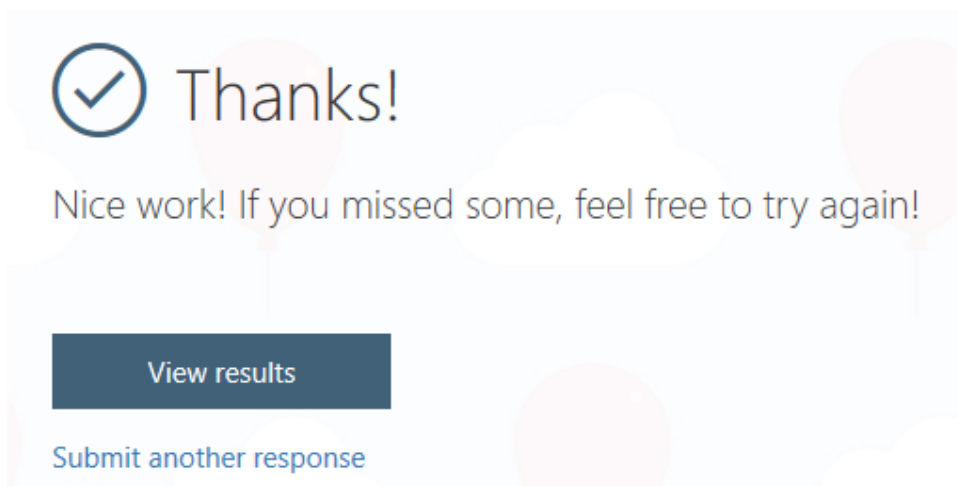 Thanks!
Nice work! If you missed some, feel free to try again!
View results
Submit another response